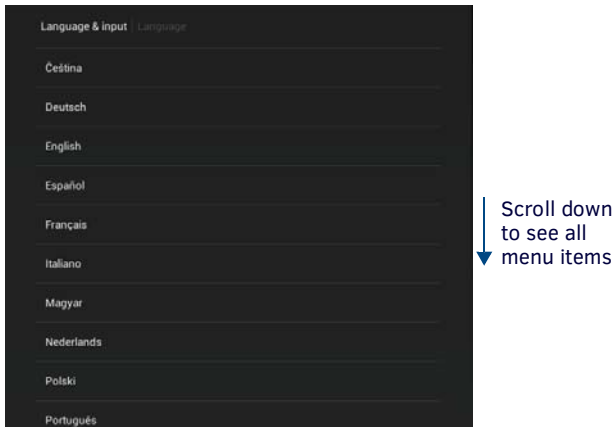 Language & input Language
Čeština
Deutsch
English
Español
Français
Italiano
Magyar
Nederlands
Polski
Português
Scroll down
to see all
menu items